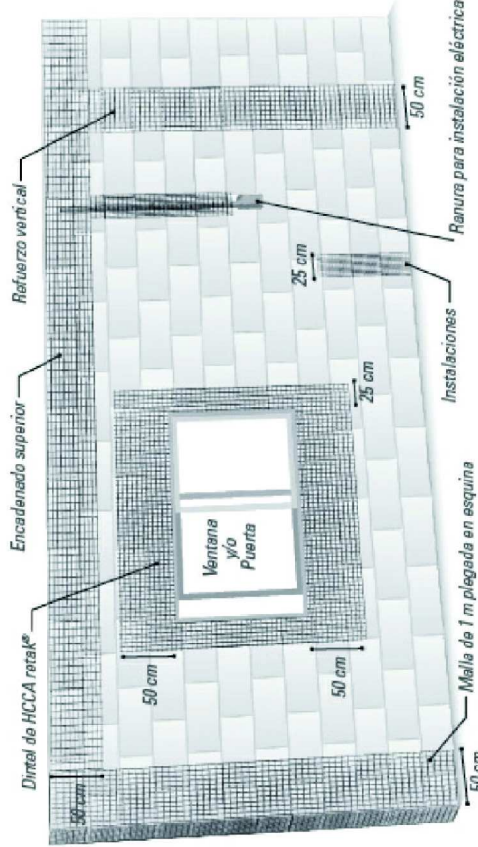 Dintel de HCCA retak®
Encadenado superior
Refuerzo vertical
50 cm
50 cm
50 cm
Ventana
y/o
Puerta
25 cm
25 cm
50 cm
50 cm
Malla de 1 m plegada en esquina
Instalaciones
Ranura para instalación eléctrica